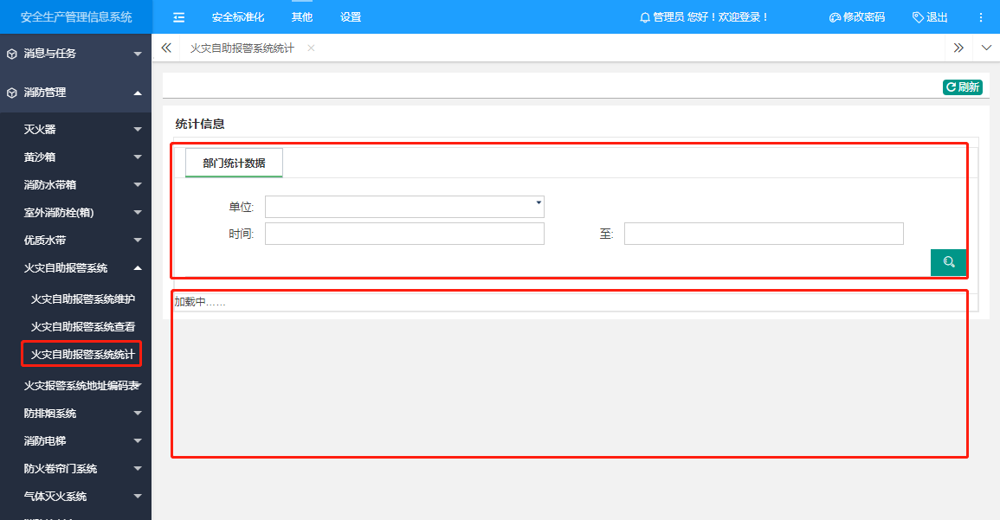 安全生产管理信息系统
安全标准化
其他
设置
管理员 您好！欢迎登录！
修改密码
退出
消息与任务
火灾自助报警系统统计
消防管理
刷新
统计信息
灭火器
黄沙箱
部门统计数据
消防水带箱
室外消防栓(箱)
单位:
优质水带
时间:
至:
火灾自助报警系统
火灾自助报警系统维护
加载中……
火灾自助报警系统查看
火灾自助报警系统统计
火灾报警系统地址编码表
防排烟系统
消防电梯
防火卷帘门系统
气体灭火系统